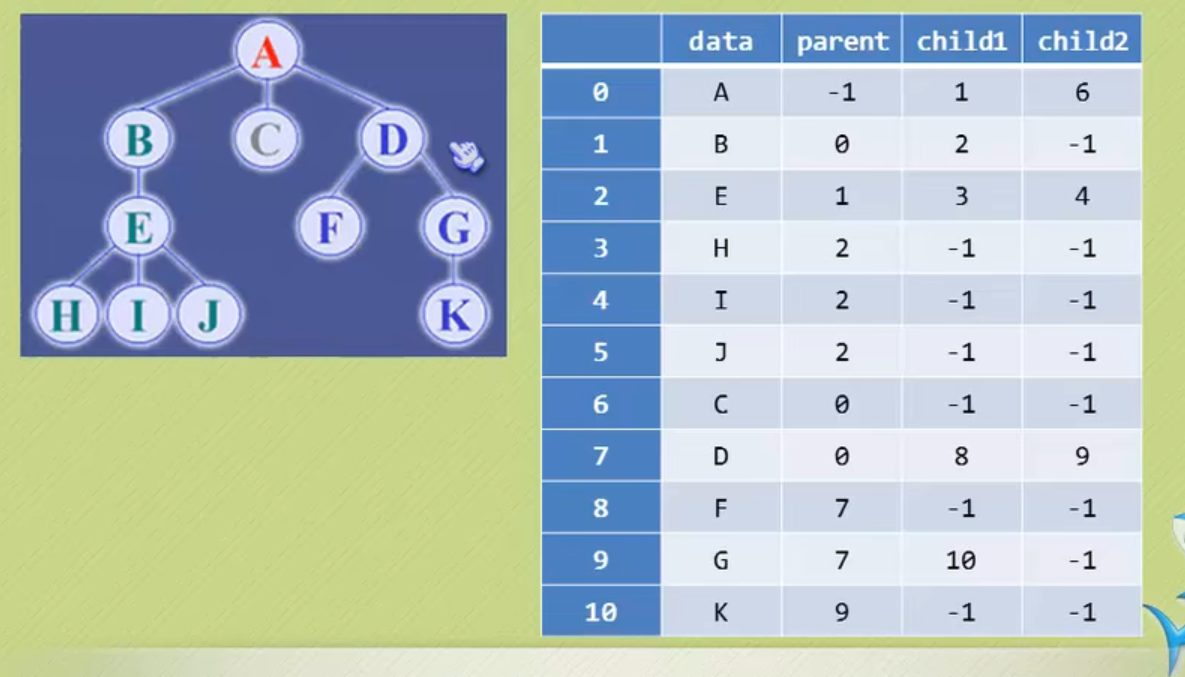 A
B C D
E F G
H I J K
data parent child1 child2
0 A -1 1 6
1 B 0 2 -1
2 E 1 3 4
3 H 2 -1 -1
4 I 2 -1 -1
5 J 2 -1 -1
6 C 0 -1 -1
7 D 0 8 9
8 F 7 -1 -1
9 G 7 10 -1
10 K 9 -1 -1